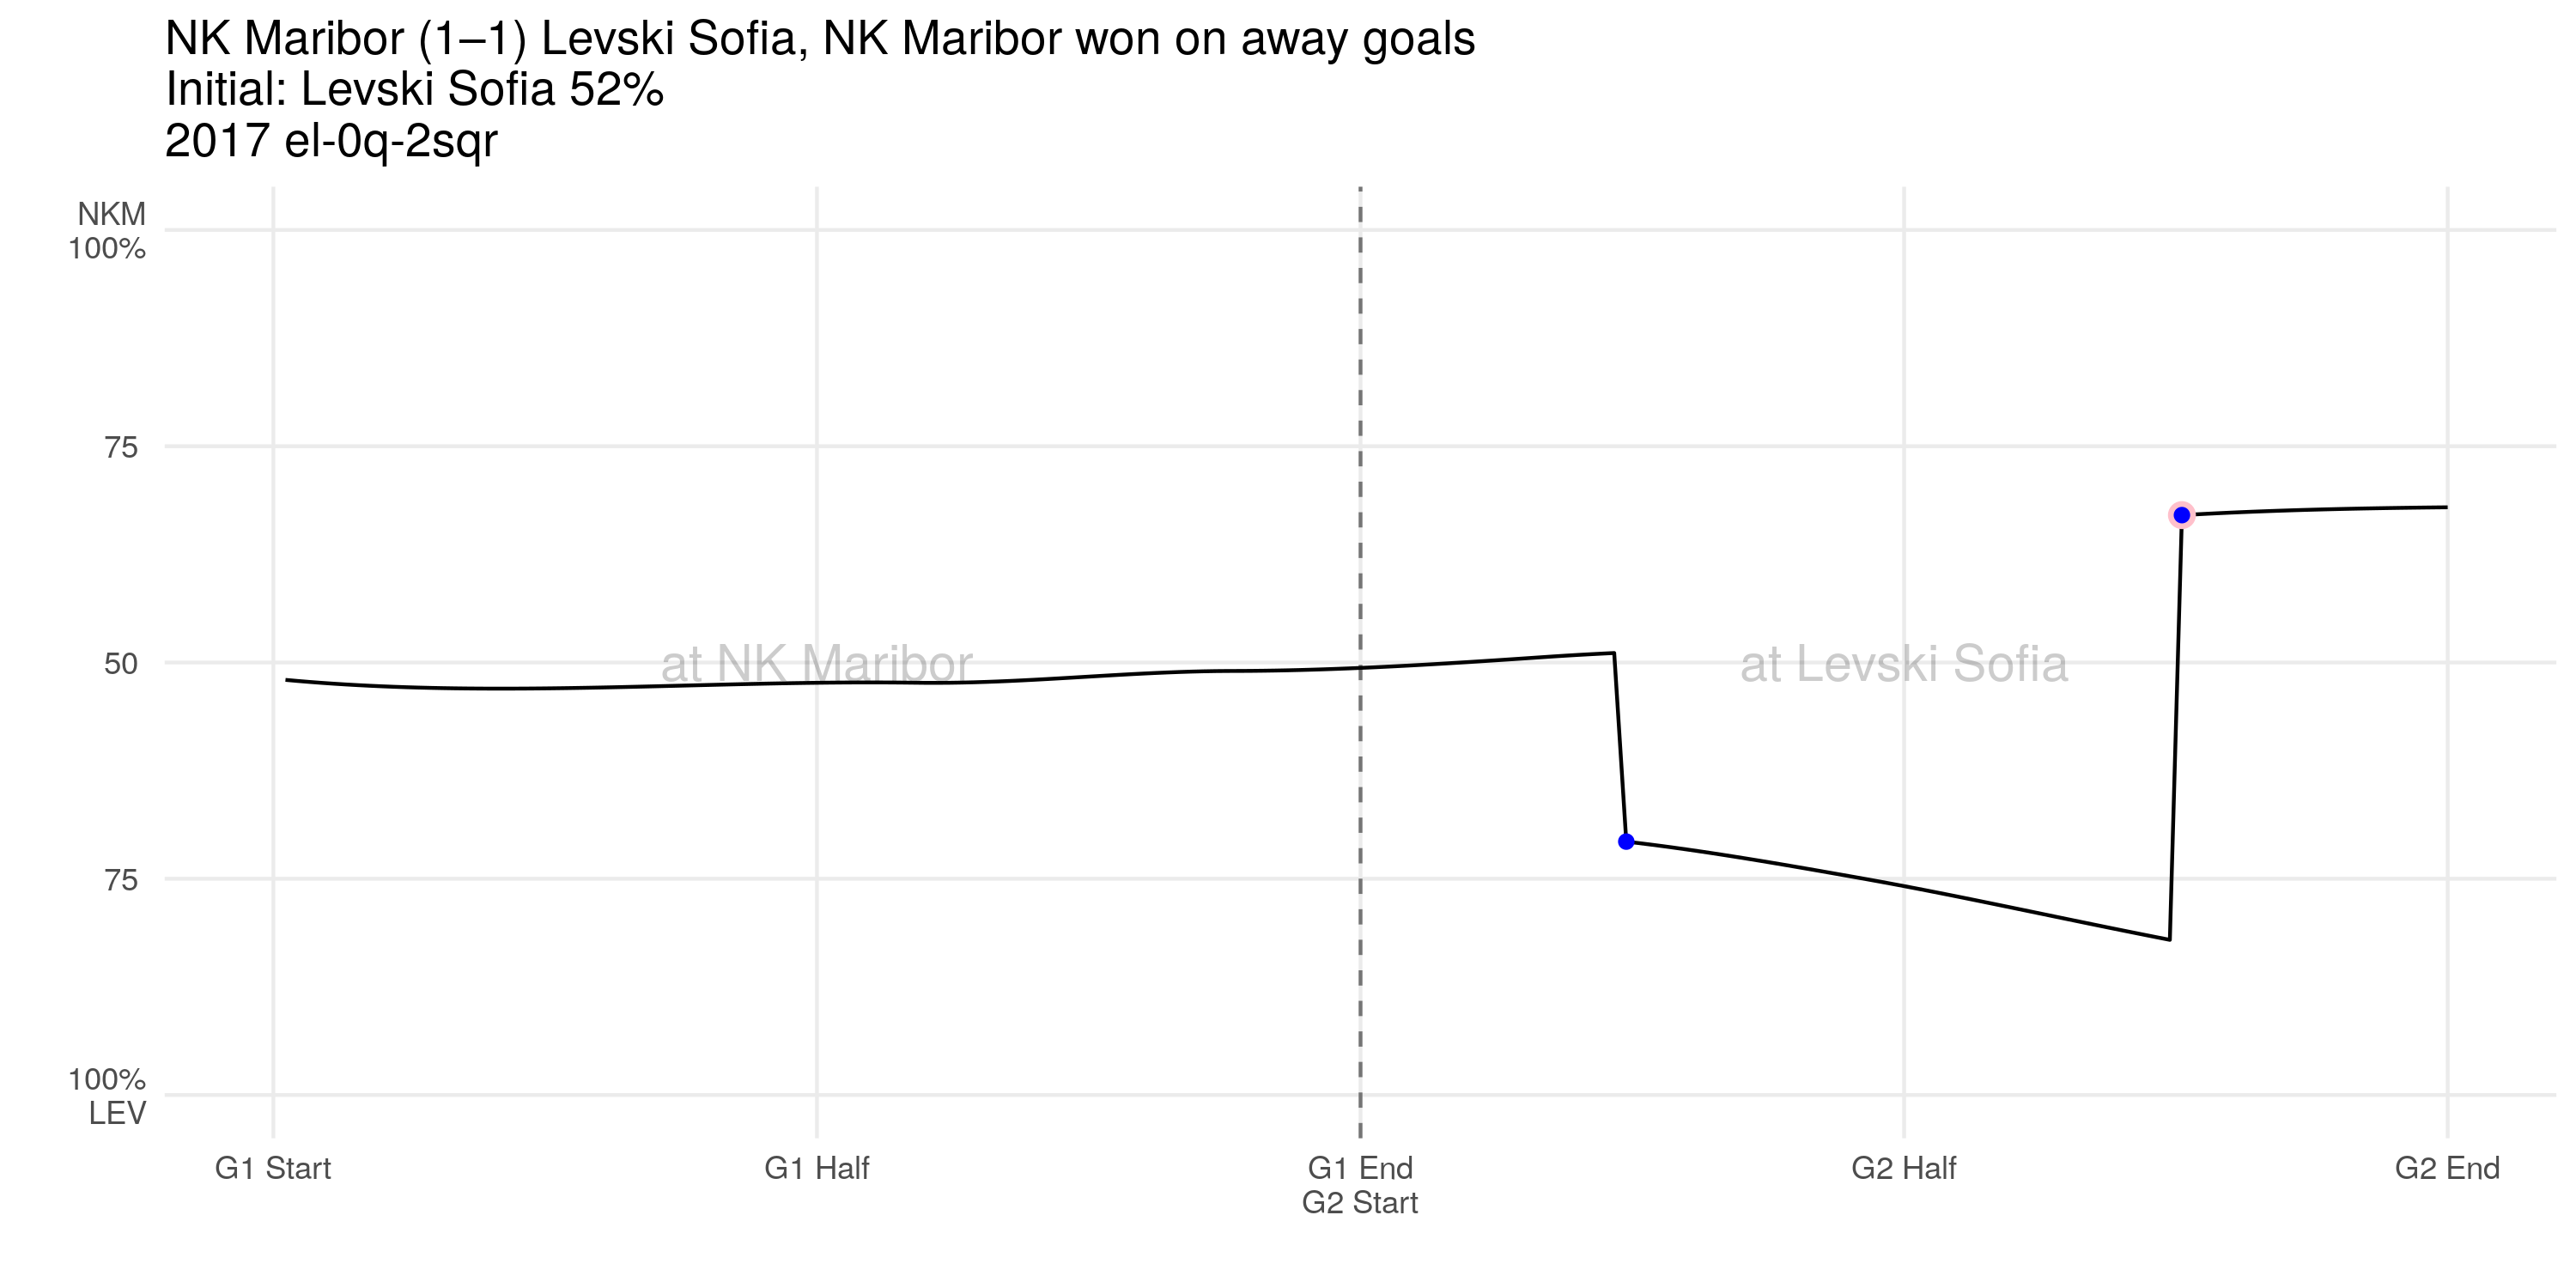 NK Maribor (1–1) Levski Sofia, NK Maribor won on away goals
Initial: Levski Sofia 52%
2017 el-0q-2sqr
NKM
100%
75
50
75
100%
LEV
at NK Maribor
at Levski Sofia
G1 Start
G1 Half
G1 End
G2 Start
G2 Half
G2 End